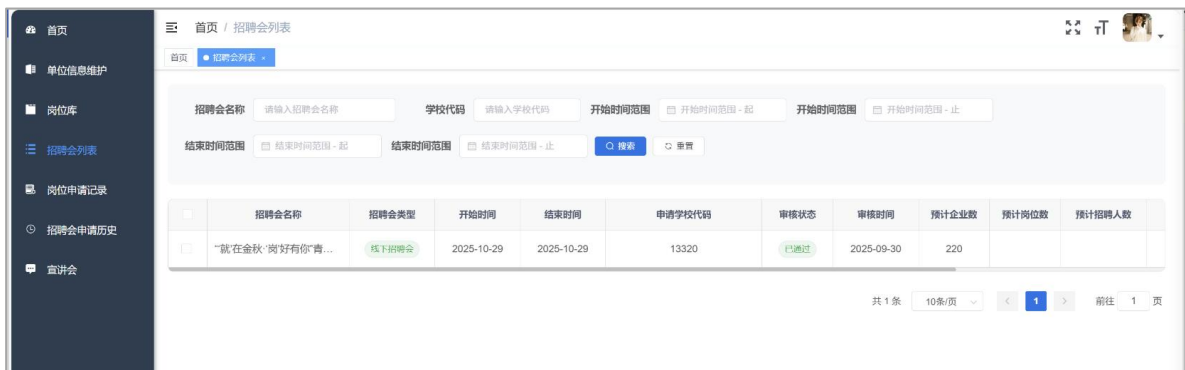 首页
单位信息维护
岗位库
招聘会列表
岗位申请记录
招聘会申请历史
宣讲会
首页 / 招聘会列表
首页 招聘会列表 ×
招聘会名称 请输入招聘会名称 学校代码 请输入学校代码 开始时间范围 开始时间范围 - 起 开始时间范围 开始时间范围 - 止
结束时间范围 结束时间范围 - 起 结束时间范围 结束时间范围 - 止 搜索 重置
招聘会名称 招聘会类型 开始时间 结束时间 申请学校代码 审核状态 审核时间 预计企业数 预计岗位数 预计招聘人数
“‘就’在金秋·‘岗’好有你”青... 线下招聘会 2025-10-29 2025-10-29 13320 已通过 2025-09-30 220
共 1 条 10条/页 < 1 > 前往 1 页